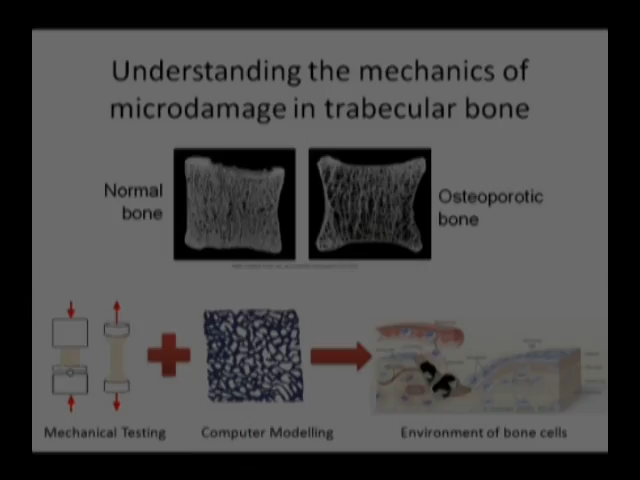 Understanding the mechanics of
microdamage in trabecular bone
Normal
bone
Osteoporotic
bone
Mechanical Testing
Computer Modelling
Environment of bone cells